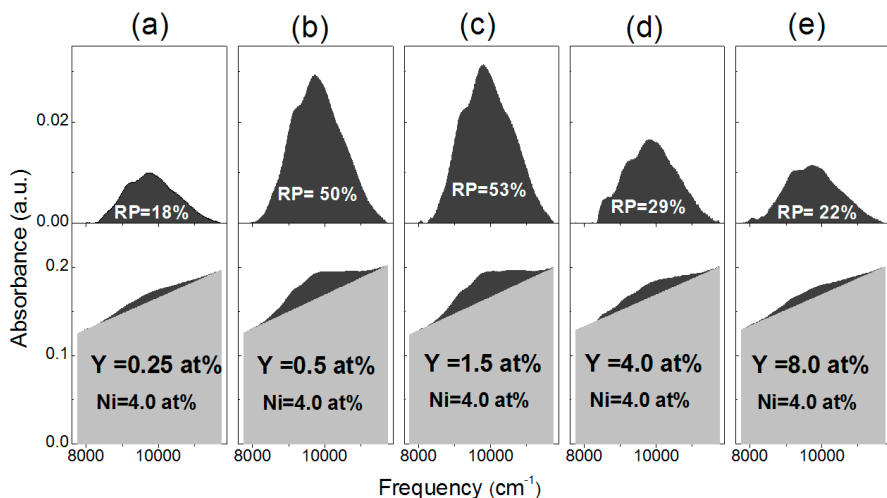 (a) (b) (c) (d) (e)
Absorbance (a.u.)
0.02
0.00
RP=18%
RP= 50%
RP=53%
RP=29%
RP= 22%
0.2
0.1
0.0
Y =0.25 at%
Ni=4.0 at%
Y =0.5 at%
Ni=4.0 at%
Y =1.5 at%
Ni=4.0 at%
Y =4.0 at%
Ni=4.0 at%
Y =8.0 at%
Ni=4.0 at%
8000 10000 8000 10000 8000 10000 8000 10000 8000 10000
Frequency (cm⁻¹)